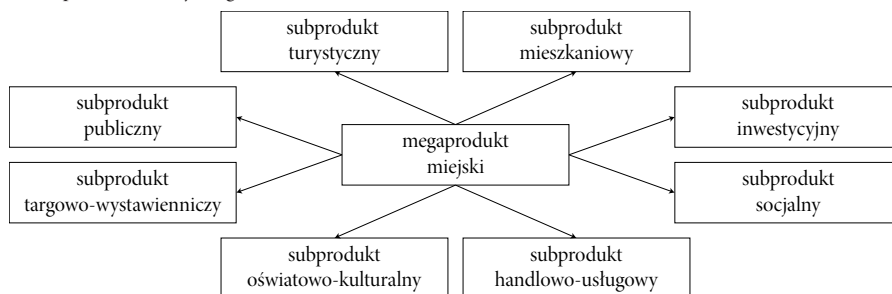 subprodukt
turystyczny
subprodukt
mieszkaniowy
subprodukt
publiczny
megaprodukt
miejski
subprodukt
inwestycyjny
subprodukt
targowo-wystawienniczy
subprodukt
socjalny
subprodukt
oświatowo-kulturalny
subprodukt
handlowo-usługowy